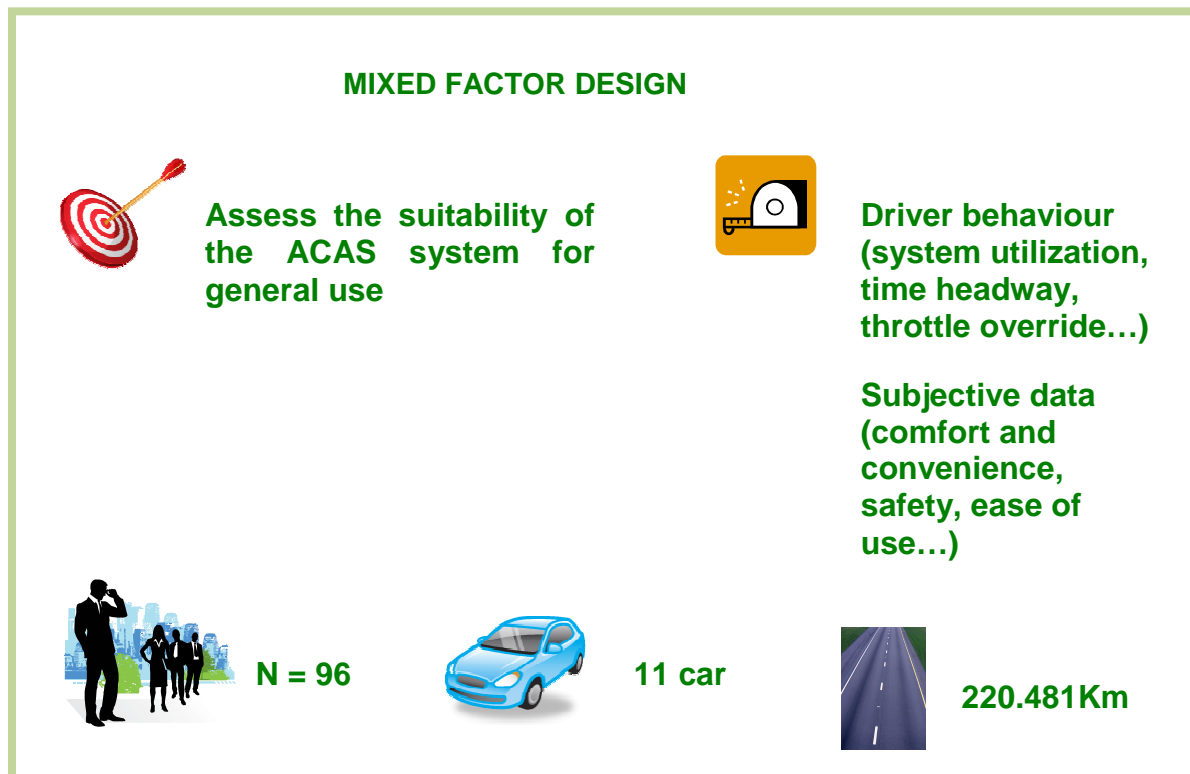 MIXED FACTOR DESIGN
Assess the suitability of
the ACAS system for
general use
Driver behaviour
(system utilization,
time headway,
throttle override…)
Subjective data
(comfort and
convenience,
safety, ease of
use…)
N = 96
11 car
220.481Km